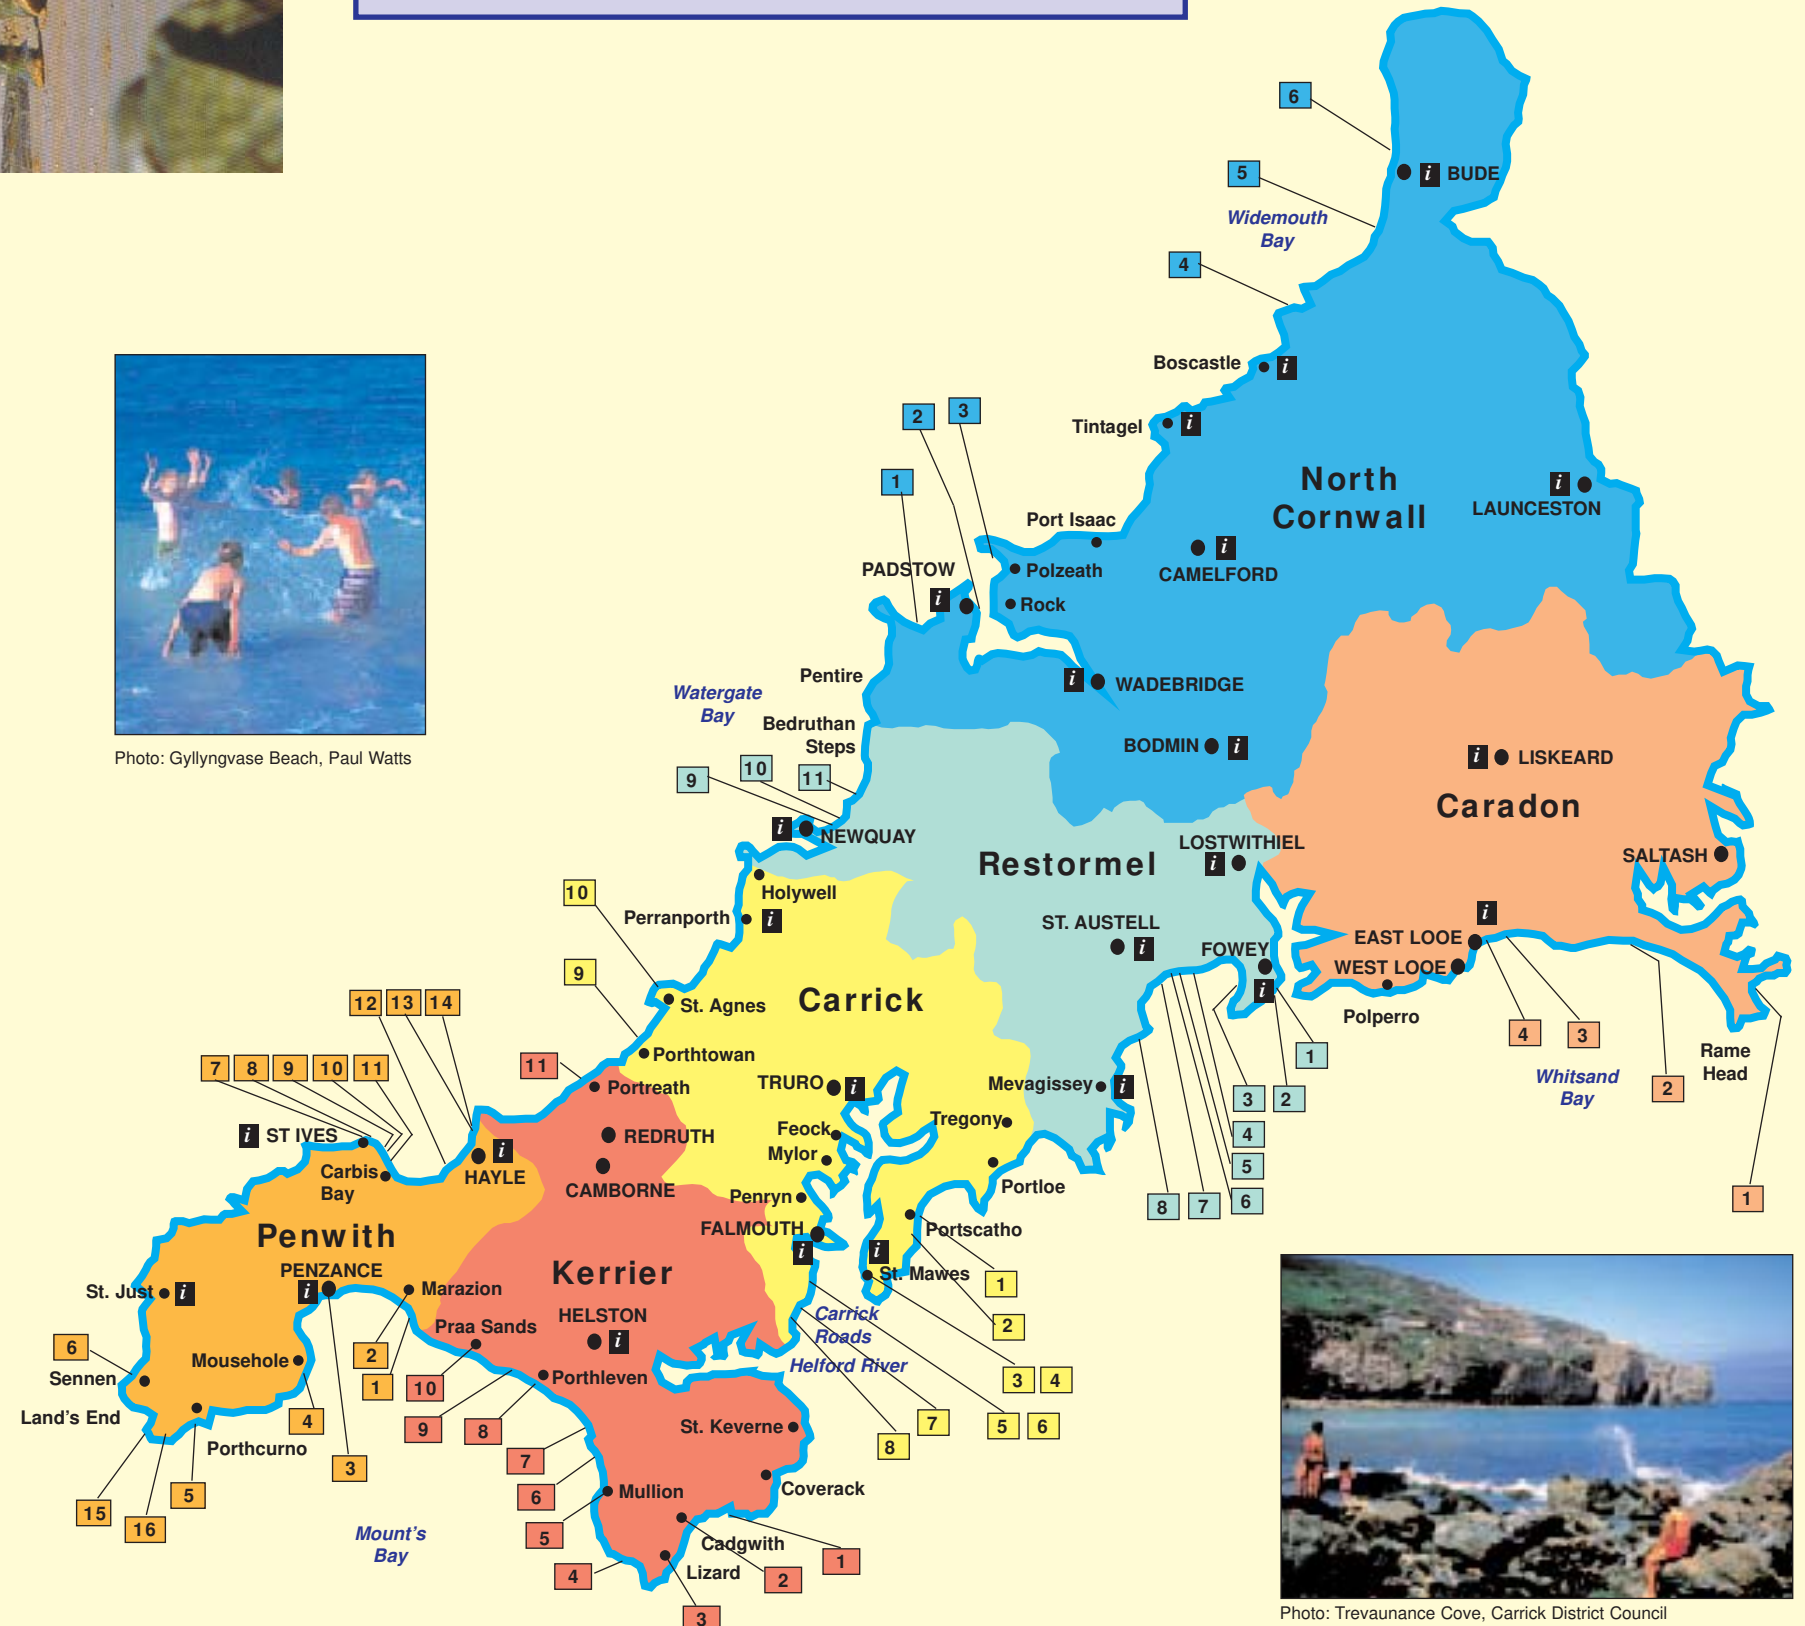 6
5
i BUDE
Widemouth
Bay
4
Boscastle i
2
3
Tintagel i
1
North
Cornwall
i
LAUNCESTON
Port Isaac
i
CAMELFORD
PADSTOW
i
Polzeath
Rock
Pentire
i WADEBRIDGE
Watergate
Bay
Bedruthan
Steps
BODMIN i
i LISKEARD
Photo: Gyllyngvase Beach, Paul Watts
9
10
11
Caradon
i NEWQUAY
LOSTWITHIEL
i
SALTASH
Restormel
10
Holywell
Perranporth i
ST. AUSTELL
i
i
EAST LOOE
FOWEY
i
WEST LOOE
9
Polperro
12
13
14
St. Agnes
Carrick
4
3
Rame
Head
Whitsand
Bay
2
1
7
8
9
10
11
11
Porthtowan
Portreath
TRURO i
Mevagissey i
1
3
2
i ST IVES
REDRUTH
Feock
Tregony
4
Mylor
Carbis
Bay
i
HAYLE
CAMBORNE
5
Penryn
Portloe
8
7
6
1
Penwith
FALMOUTH
i
Portscatho
i
St. Mawes
PENZANCE
i
St. Just i
Marazion
Kerrier
1
HELSTON
i
Carrick
Roads
2
Praa Sands
6
Sennen
Mousehole
2
1
10
Helford River
3
4
Porthleven
Land's End
4
9
8
St. Keverne
7
5
6
8
Porthcurno
3
7
5
6
Mullion
Coverack
15
16
Mount's
Bay
5
Cadgwith
1
4
Lizard
2
3
Photo: Trevaunance Cove, Carrick District Council